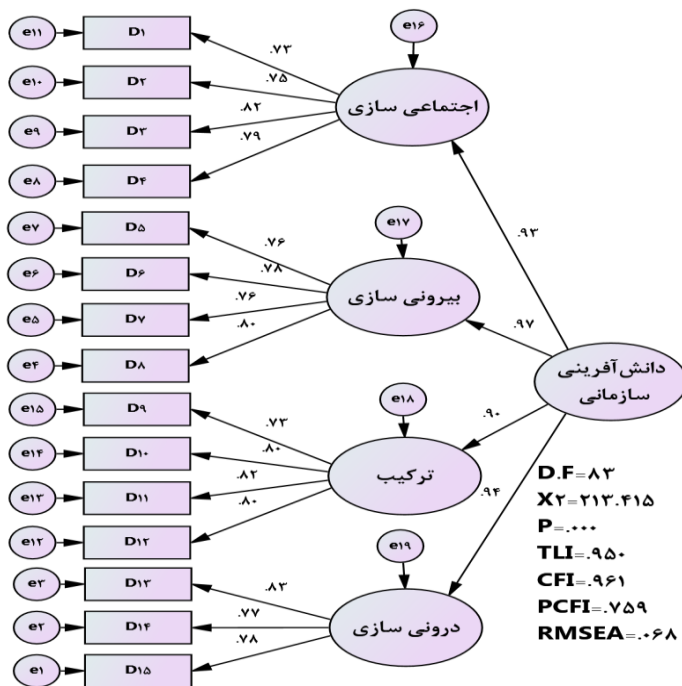 e۱۱ D۱
e۱۰ D۲
e۹ D۳
e۸ D۴
.۷۳
.۷۵
.۸۲
.۷۹
e۱۶
اجتماعی سازی
.۹۳
e۷ D۵
e۶ D۶
e۵ D۷
e۴ D۸
.۷۶
.۷۸
.۷۶
.۸۰
e۱۷
بیرونی سازی
.۹۷
e۱۵ D۹
e۱۴ D۱۰
e۱۳ D۱۱
e۱۲ D۱۲
.۷۳
.۸۰
.۸۲
.۸۰
e۱۸
ترکیب
.۹۰
e۳ D۱۳
e۲ D۱۴
e۱ D۱۵
.۸۳
.۷۷
.۷۸
e۱۹
درونی سازی
.۹۴
دانش‌آفرینی
سازمانی
D.F=۸۳
X۲=۲۱۳.۴۱۵
P=.۰۰۰
TLI=.۹۵۰
CFI=.۹۶۱
PCFI=.۷۵۹
RMSEA=.۰۶۸